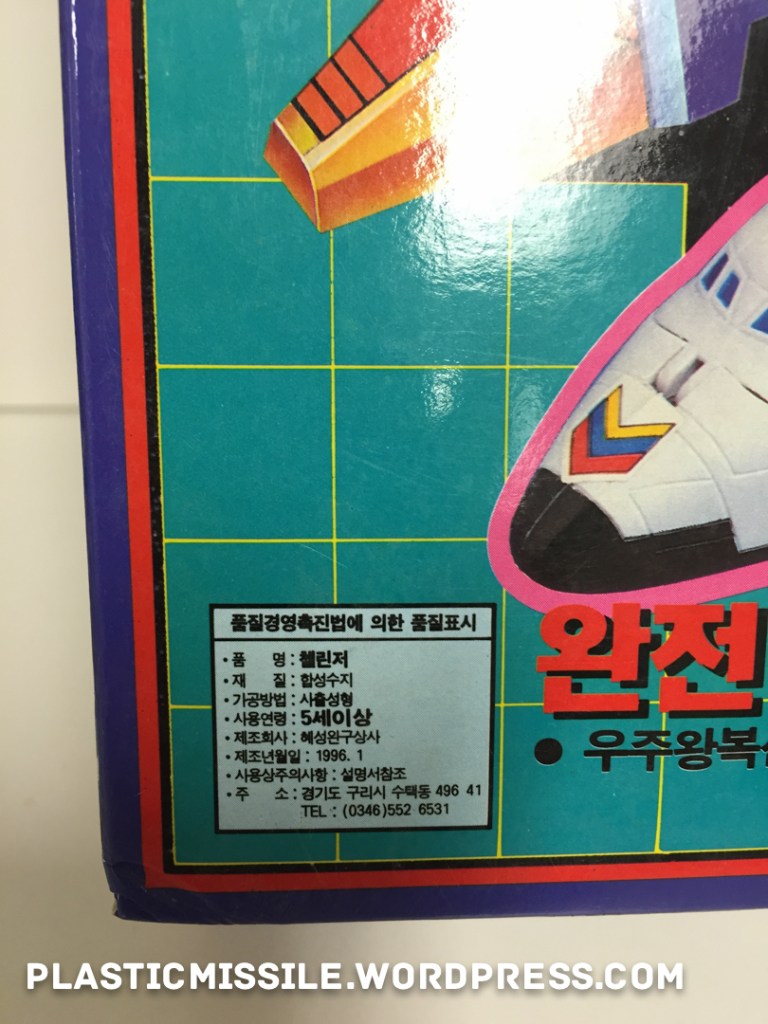 품질경영촉진법에 의한 품질표시
• 품 명 : 첼린저
• 재 질 : 합성수지
• 가공방법 : 사출성형
• 사용연령 : 5세이상
• 제조회사 : 혜성완구상사
• 제조년월일 : 1996. 1
• 사용상주의사항 : 설명서참조
• 주 소 : 경기도 구리시 수택동 496 41
TEL : (0346)552 6531
완전
● 우주왕복
PLASTICMISSILE.WORDPRESS.COM